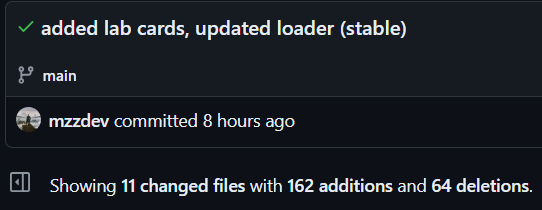 added lab cards, updated loader (stable)
main
mzzdev committed 8 hours ago
Showing 11 changed files with 162 additions and 64 deletions.